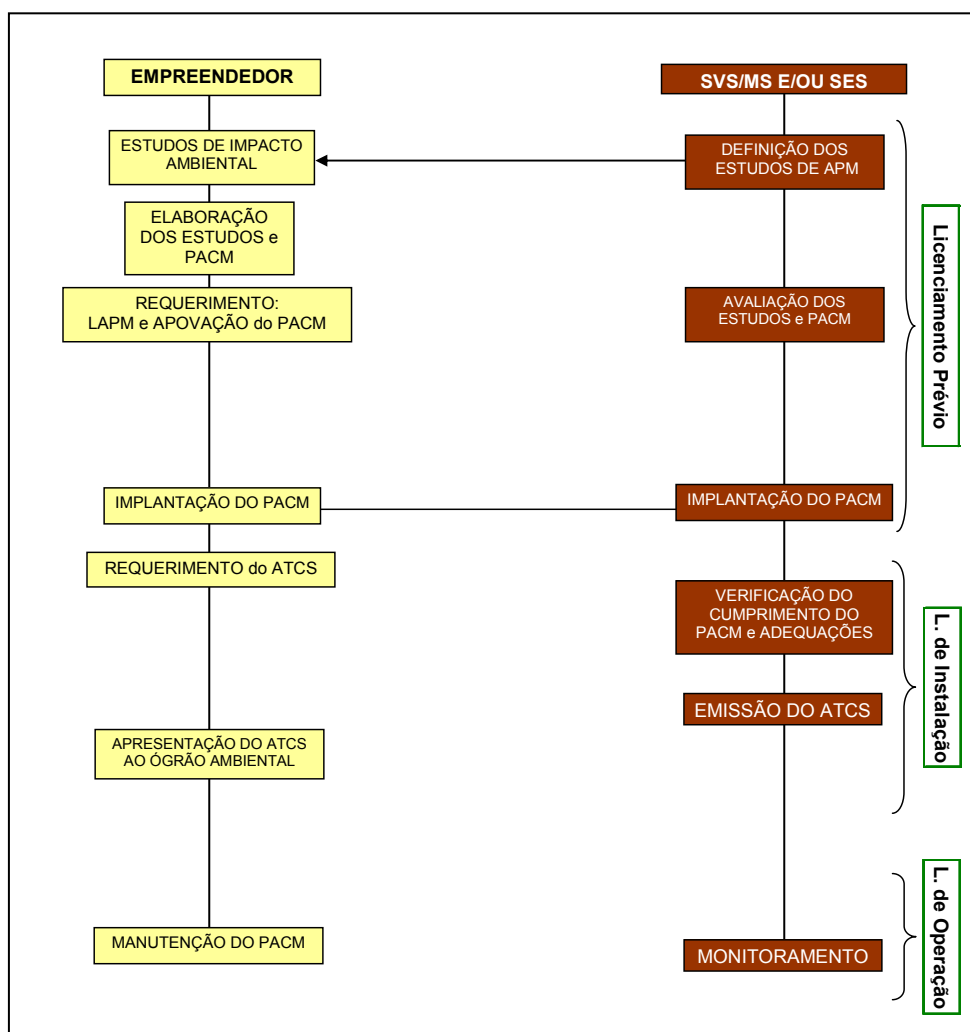 EMPREENDEDOR
SVS/MS E/OU SES
ESTUDOS DE IMPACTO
AMBIENTAL
DEFINIÇÃO DOS
ESTUDOS DE APM
ELABORAÇÃO
DOS ESTUDOS e
PACM
REQUERIMENTO:
LAPM e APOVAÇÃO do PACM
AVALIAÇÃO DOS
ESTUDOS e PACM
Licenciamento Prévio
IMPLANTAÇÃO DO PACM
IMPLANTAÇÃO DO PACM
REQUERIMENTO do ATCS
VERIFICAÇÃO DO
CUMPRIMENTO DO
PACM e ADEQUAÇÕES
EMISSÃO DO ATCS
L. de Instalação
APRESENTAÇÃO DO ATCS
AO ÓGRÃO AMBIENTAL
MANUTENÇÃO DO PACM
MONITORAMENTO
L. de Operação